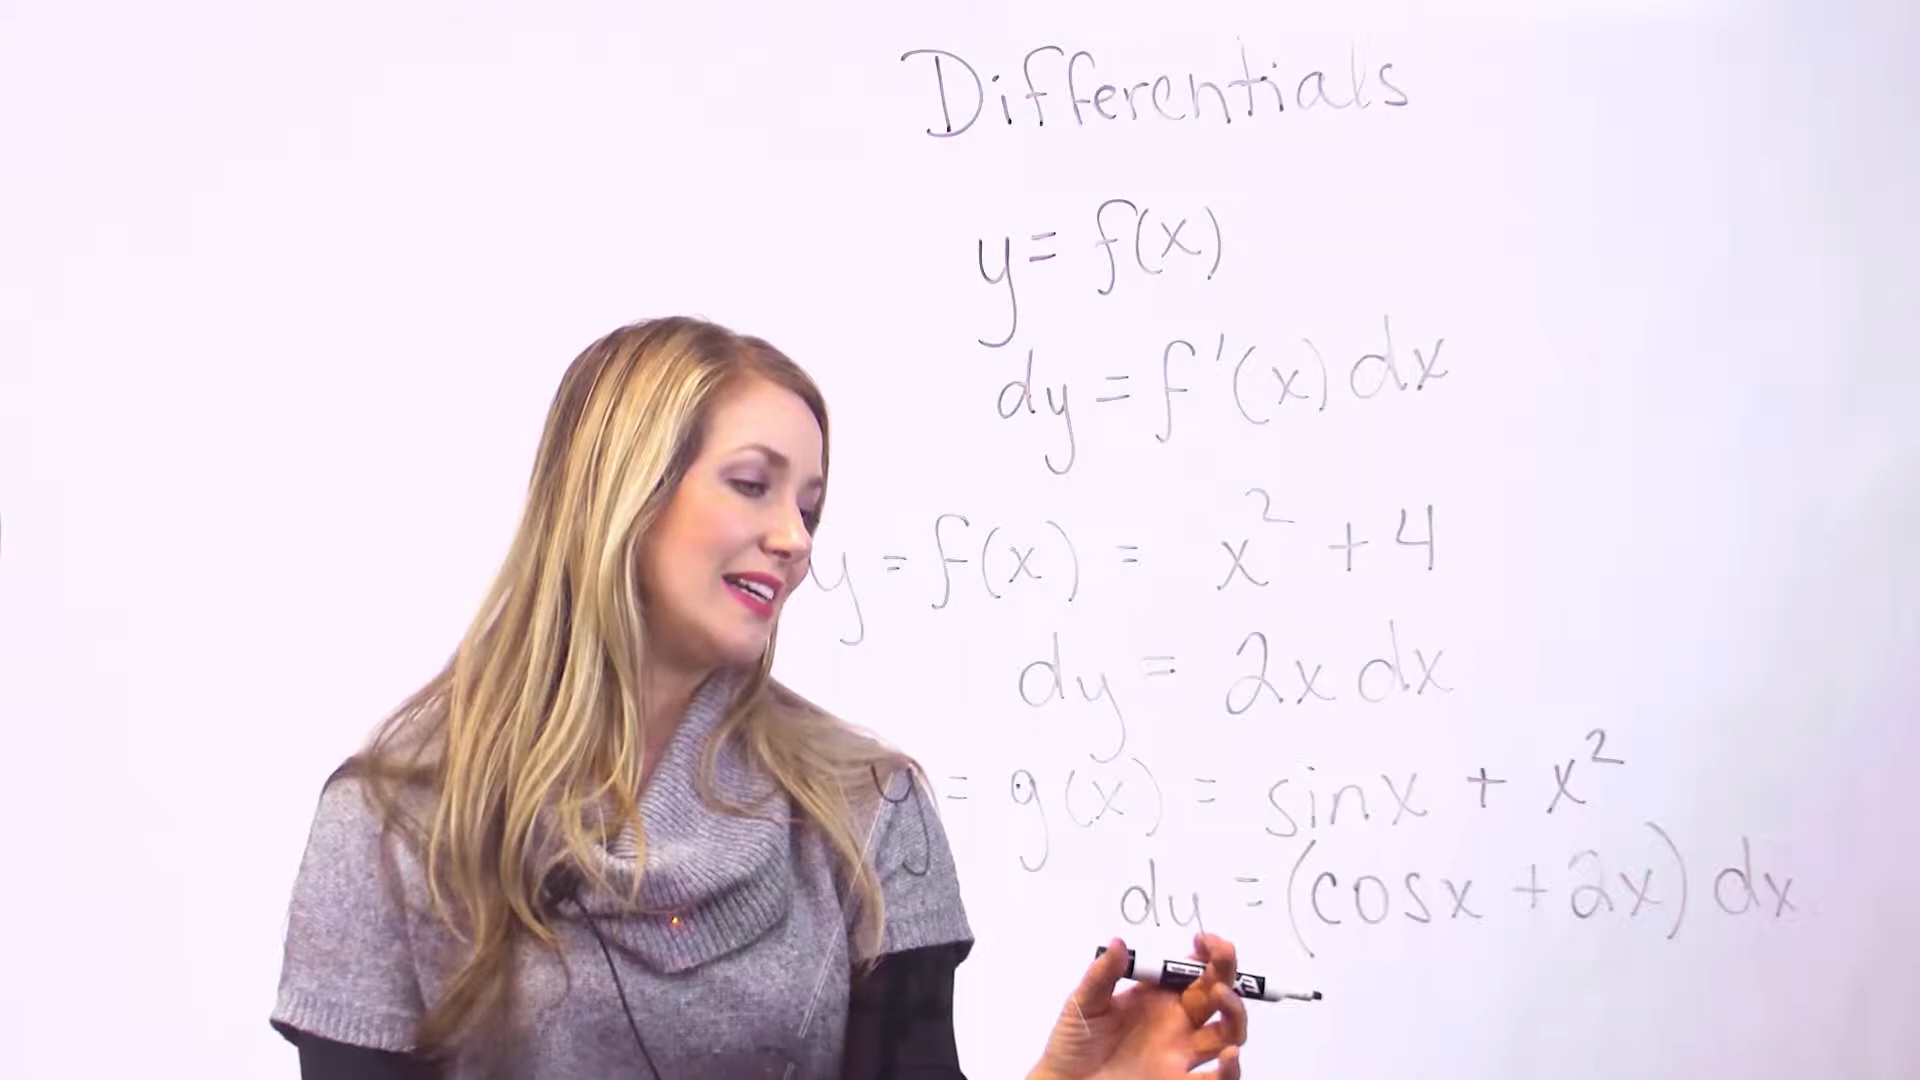 Differentials
y = f(x)
dy = f'(x) dx
y = f(x) = x² + 4
dy = 2x dx
y = g(x) = sinx + x²
dy = (cosx + 2x) dx